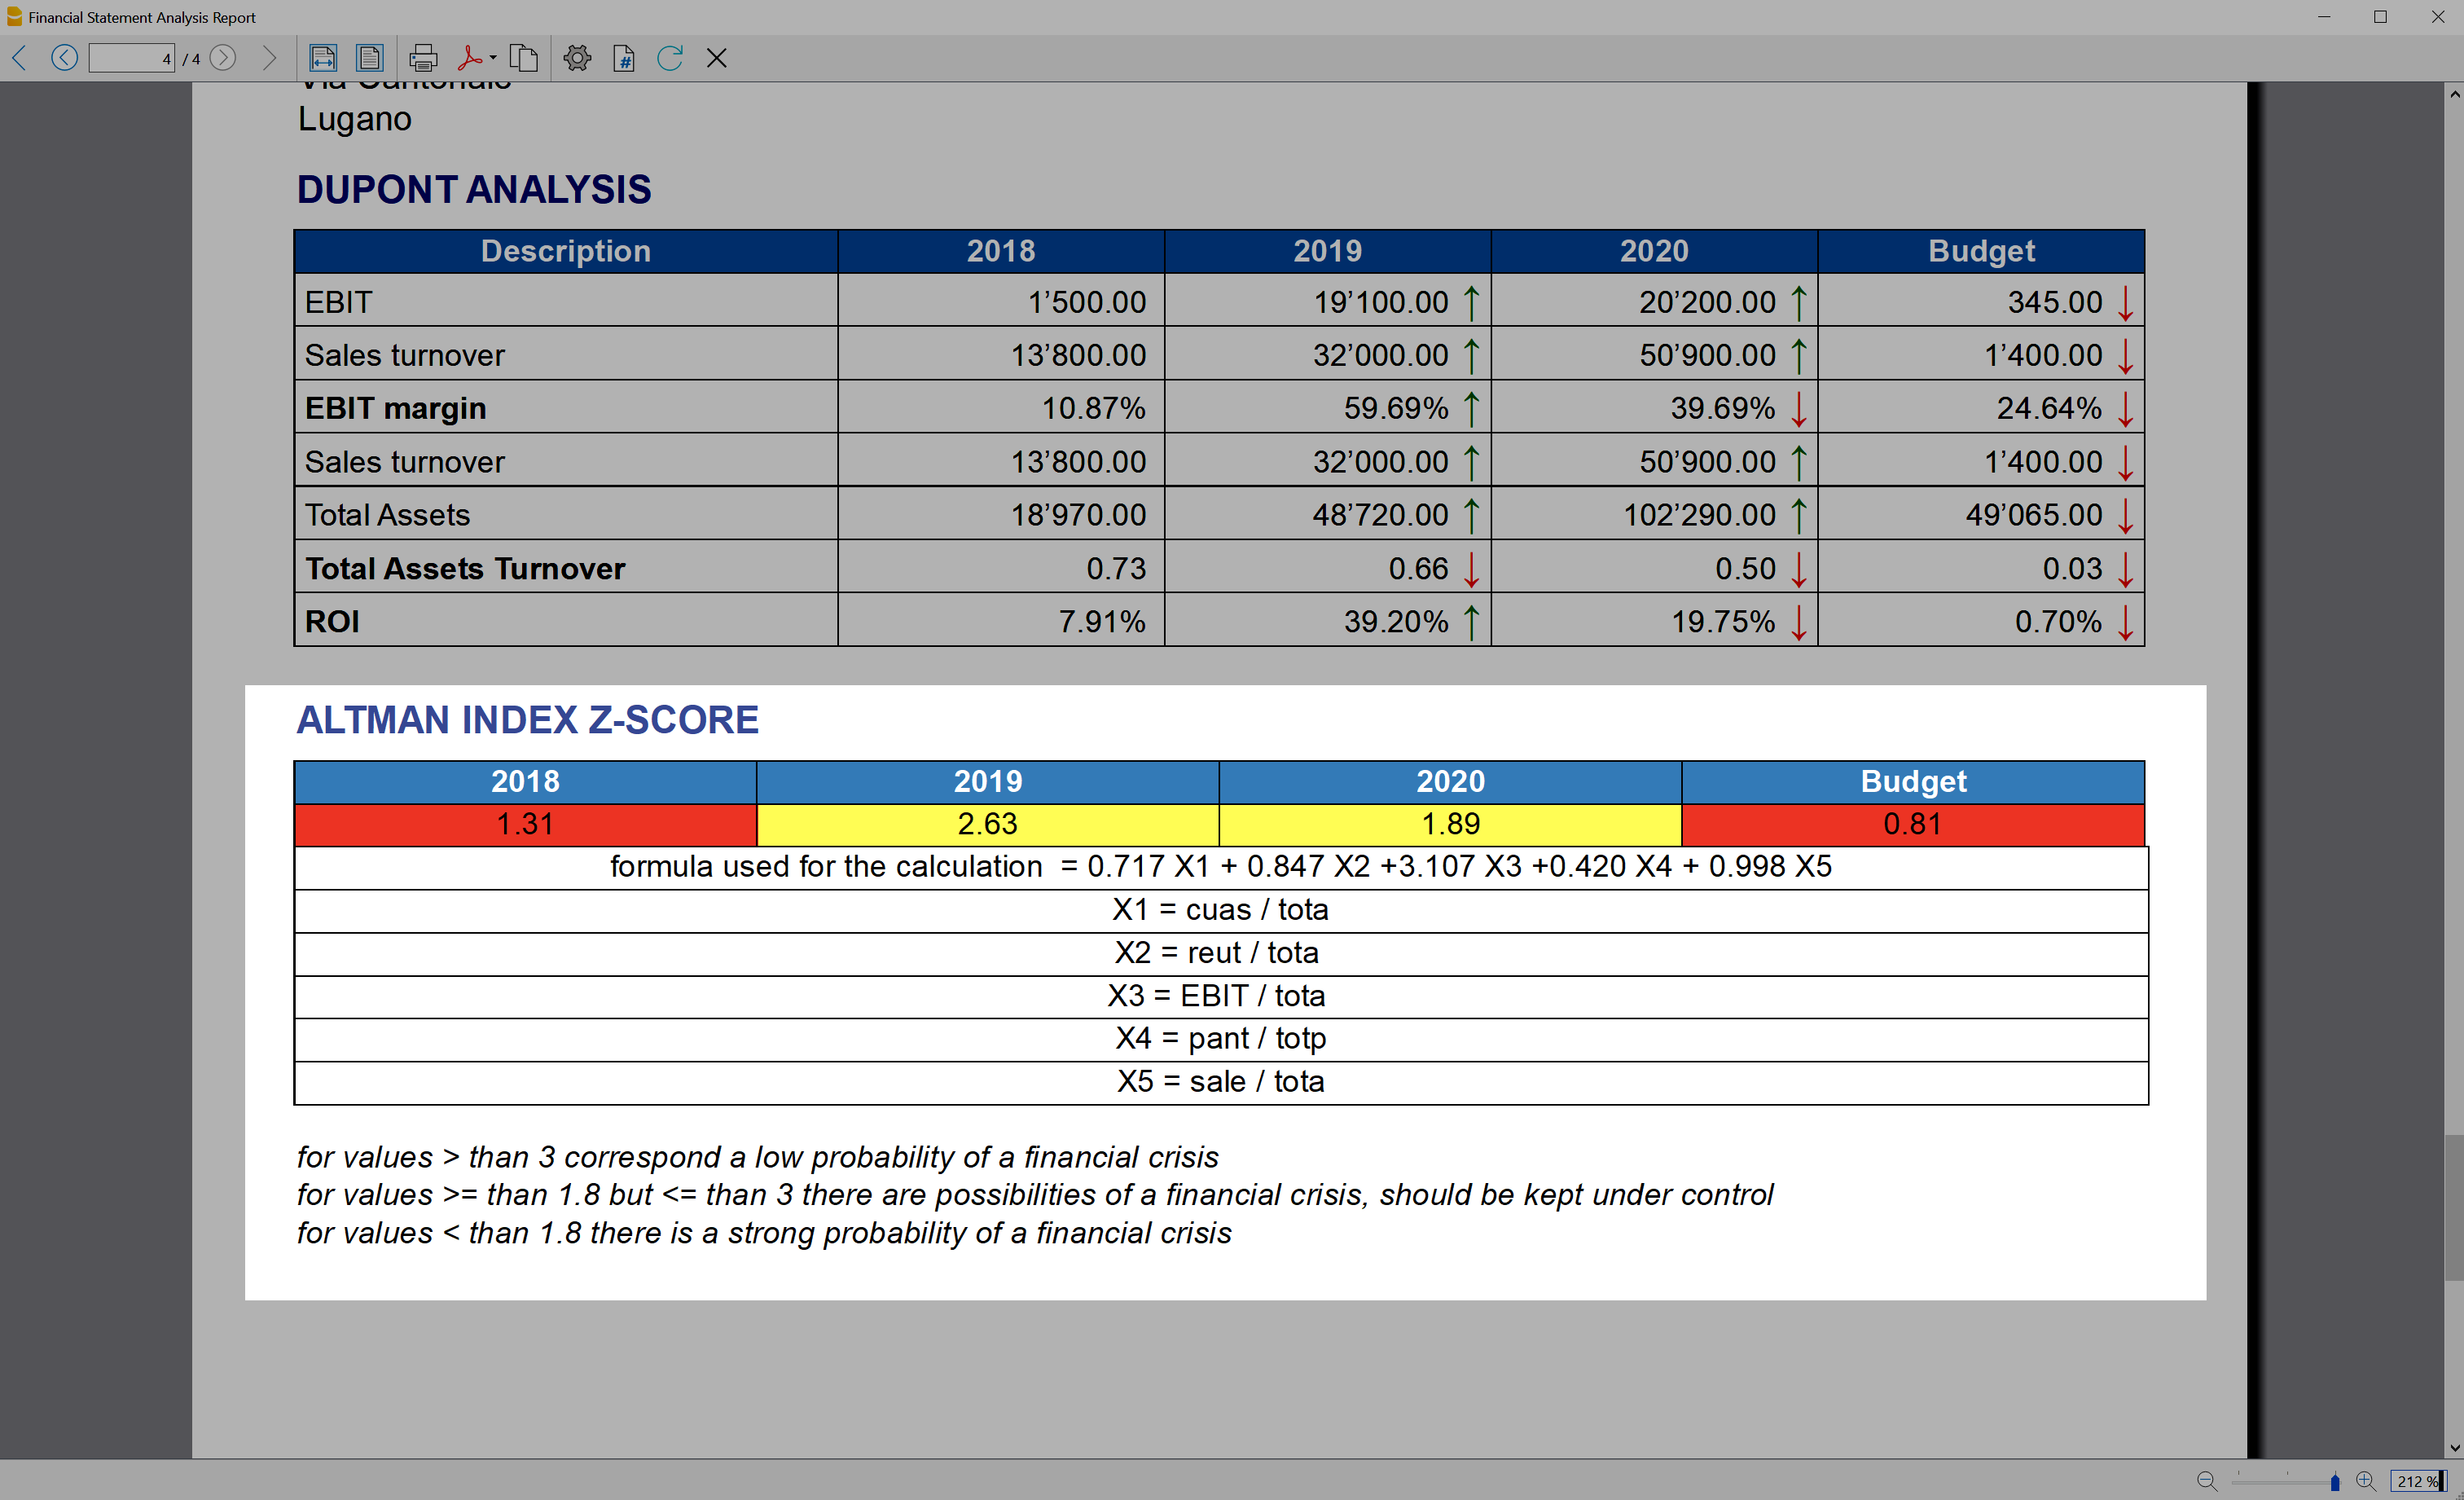 Financial Statement Analysis Report
4 / 4
Via Cantonale
Lugano
DUPONT ANALYSIS
Description 2018 2019 2020 Budget
EBIT 1’500.00 19’100.00 ↑ 20’200.00 ↑ 345.00 ↓
Sales turnover 13’800.00 32’000.00 ↑ 50’900.00 ↑ 1’400.00 ↓
EBIT margin 10.87% 59.69% ↑ 39.69% ↓ 24.64% ↓
Sales turnover 13’800.00 32’000.00 ↑ 50’900.00 ↑ 1’400.00 ↓
Total Assets 18’970.00 48’720.00 ↑ 102’290.00 ↑ 49’065.00 ↓
Total Assets Turnover 0.73 0.66 ↓ 0.50 ↓ 0.03 ↓
ROI 7.91% 39.20% ↑ 19.75% ↓ 0.70% ↓
ALTMAN INDEX Z-SCORE
2018 2019 2020 Budget
1.31 2.63 1.89 0.81
formula used for the calculation = 0.717 X1 + 0.847 X2 +3.107 X3 +0.420 X4 + 0.998 X5
X1 = cuas / tota
X2 = reut / tota
X3 = EBIT / tota
X4 = pant / totp
X5 = sale / tota
for values > than 3 correspond a low probability of a financial crisis
for values >= than 1.8 but <= than 3 there are possibilities of a financial crisis, should be kept under control
for values < than 1.8 there is a strong probability of a financial crisis
212 %